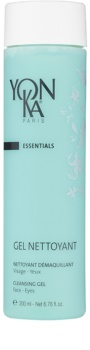 YON
KA
PARIS
ESSENTIALS
GEL NETTOYANT
NETTOYANT DÉMAQUILLANT
Visage - Yeux
CLEANSING GEL
Face - Eyes
200 ml • Net 6.76 fl.oz.